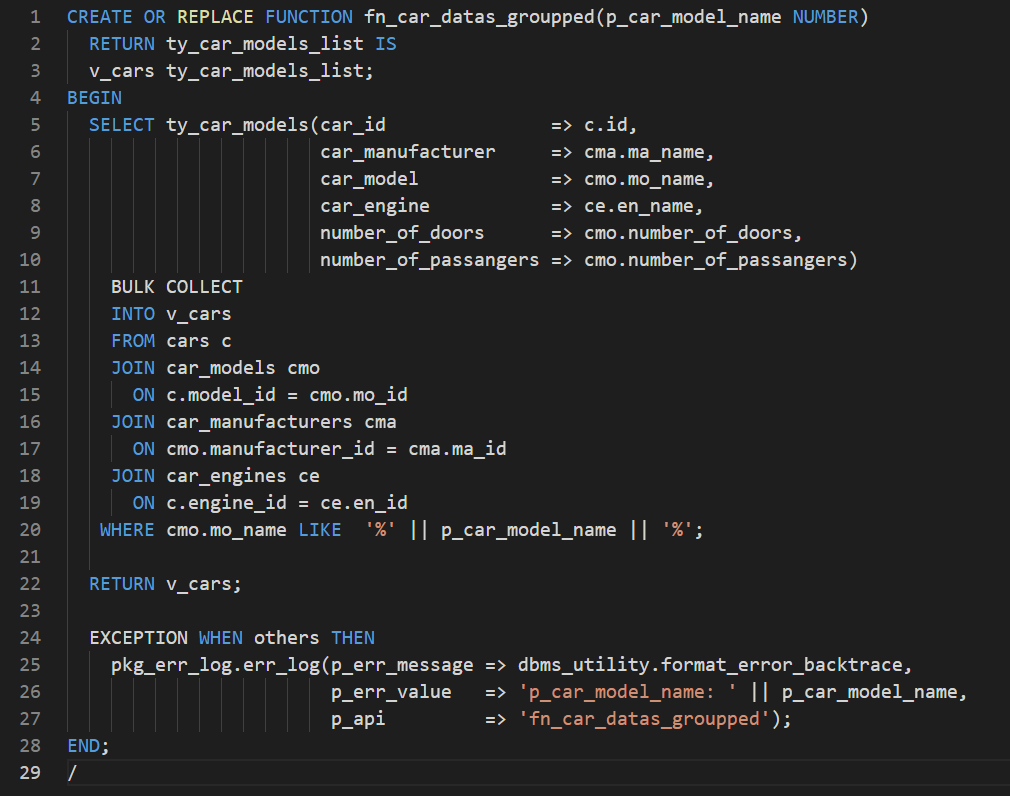 1 CREATE OR REPLACE FUNCTION fn_car_datas_groupped(p_car_model_name NUMBER)
2   RETURN ty_car_models_list IS
3   v_cars ty_car_models_list;
4 BEGIN
5   SELECT ty_car_models(car_id               => c.id,
6                        car_manufacturer     => cma.ma_name,
7                        car_model            => cmo.mo_name,
8                        car_engine           => ce.en_name,
9                        number_of_doors      => cmo.number_of_doors,
10                        number_of_passangers => cmo.number_of_passangers)
11     BULK COLLECT
12     INTO v_cars
13     FROM cars c
14     JOIN car_models cmo
15       ON c.model_id = cmo.mo_id
16     JOIN car_manufacturers cma
17       ON cmo.manufacturer_id = cma.ma_id
18     JOIN car_engines ce
19       ON c.engine_id = ce.en_id
20    WHERE cmo.mo_name LIKE  '%' || p_car_model_name || '%';
21
22   RETURN v_cars;
23
24   EXCEPTION WHEN others THEN
25     pkg_err_log.err_log(p_err_message => dbms_utility.format_error_backtrace,
26                         p_err_value   => 'p_car_model_name: ' || p_car_model_name,
27                         p_api         => 'fn_car_datas_groupped');
28 END;
29 /